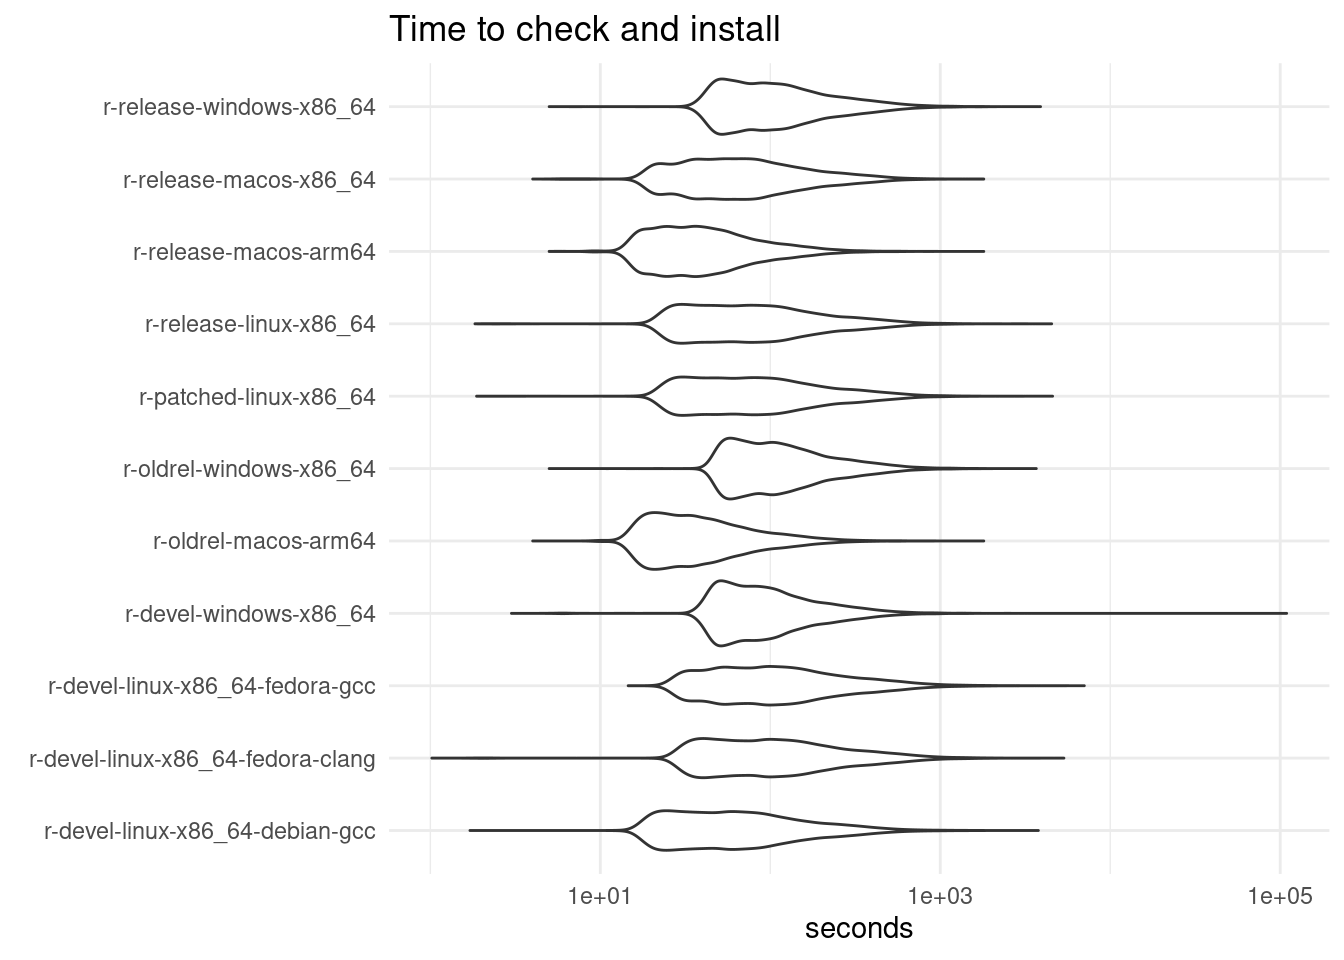 Time to check and install
r-release-windows-x86_64
r-release-macos-x86_64
r-release-macos-arm64
r-release-linux-x86_64
r-patched-linux-x86_64
r-oldrel-windows-x86_64
r-oldrel-macos-arm64
r-devel-windows-x86_64
r-devel-linux-x86_64-fedora-gcc
r-devel-linux-x86_64-fedora-clang
r-devel-linux-x86_64-debian-gcc
1e+01 1e+03 1e+05
seconds